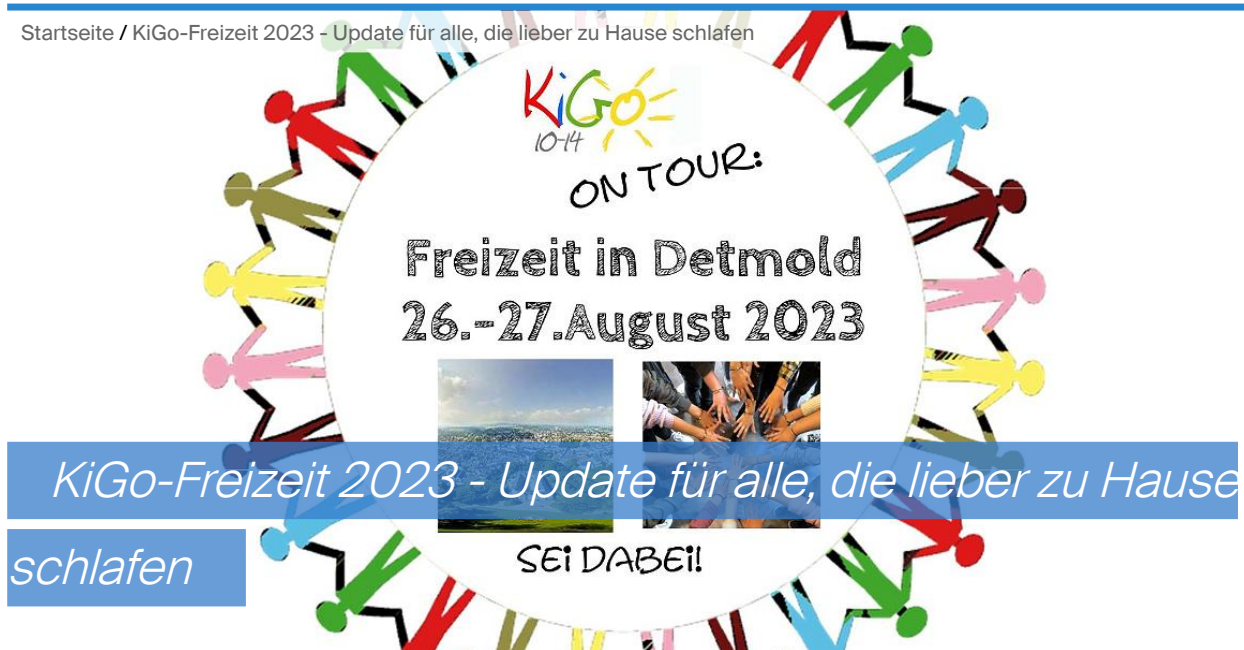 Startseite / KiGo-Freizeit 2023 - Update für alle, die lieber zu Hause schlafen
KiGo
10-14
ON TOUR:
Freizeit in Detmold
26.-27.August 2023
KiGo-Freizeit 2023 - Update für alle, die lieber zu Hause
schlafen
SEi DABEi!